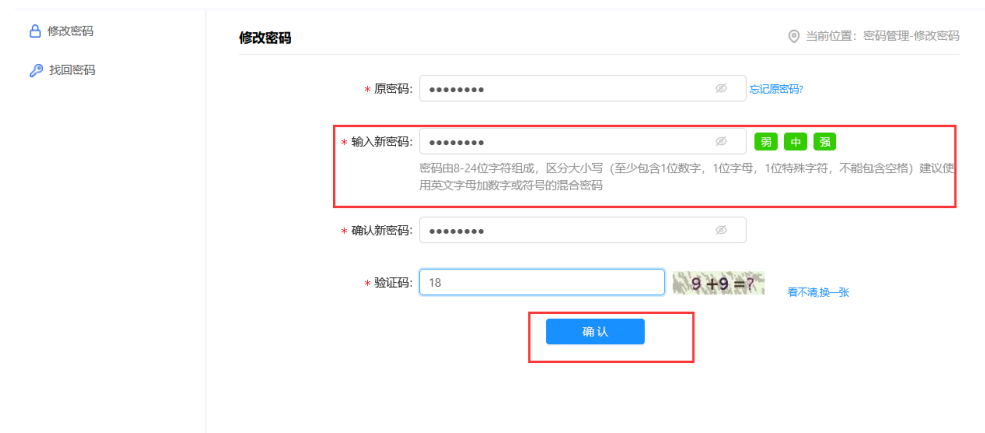 修改密码
找回密码
修改密码
当前位置：密码管理-修改密码
* 原密码: ••••••••
忘记原密码?
* 输入新密码: ••••••••
弱 中 强
密码由8-24位字符组成，区分大小写（至少包含1位数字，1位字母，1位特殊字符，不能包含空格）建议使
用英文字母加数字或符号的混合密码
* 确认新密码: ••••••••
* 验证码: 18
9+9=?
看不清,换一张
确 认